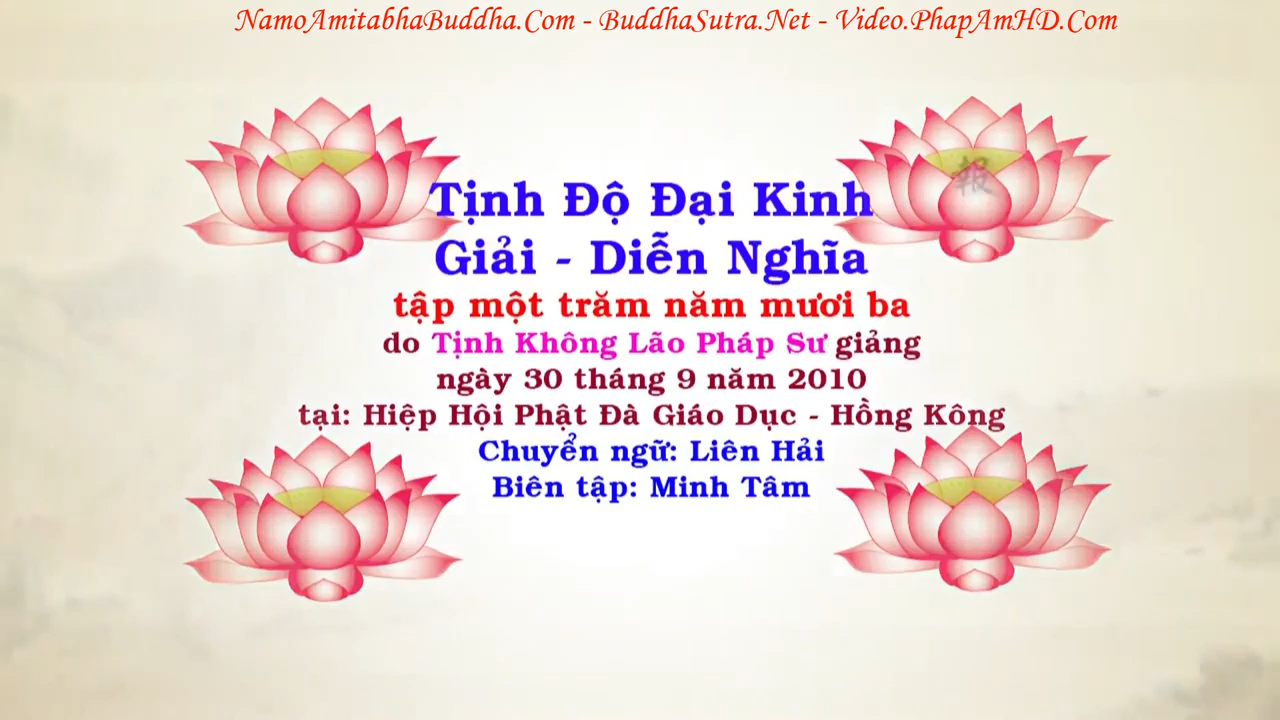 NamoAmitabhaBuddha.Com - BuddhaSutra.Net - Video.PhapAmHD.Com
報
Tịnh Độ Đại Kinh
Giải - Diễn Nghĩa
tập một trăm năm mươi ba
do Tịnh Không Lão Pháp Sư giảng
ngày 30 tháng 9 năm 2010
tại: Hiệp Hội Phật Đà Giáo Dục - Hồng Kông
Chuyển ngữ: Liên Hải
Biên tập: Minh Tâm